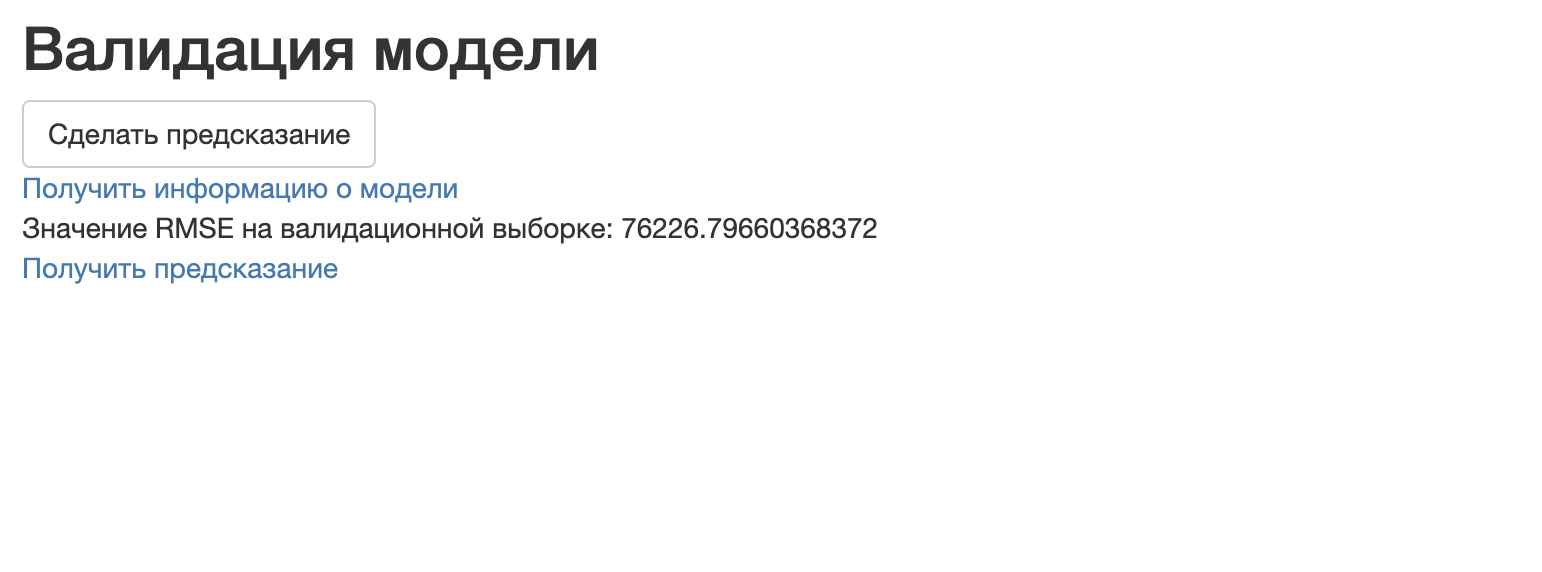 Валидация модели
Сделать предсказание
Получить информацию о модели
Значение RMSE на валидационной выборке: 76226.79660368372
Получить предсказание